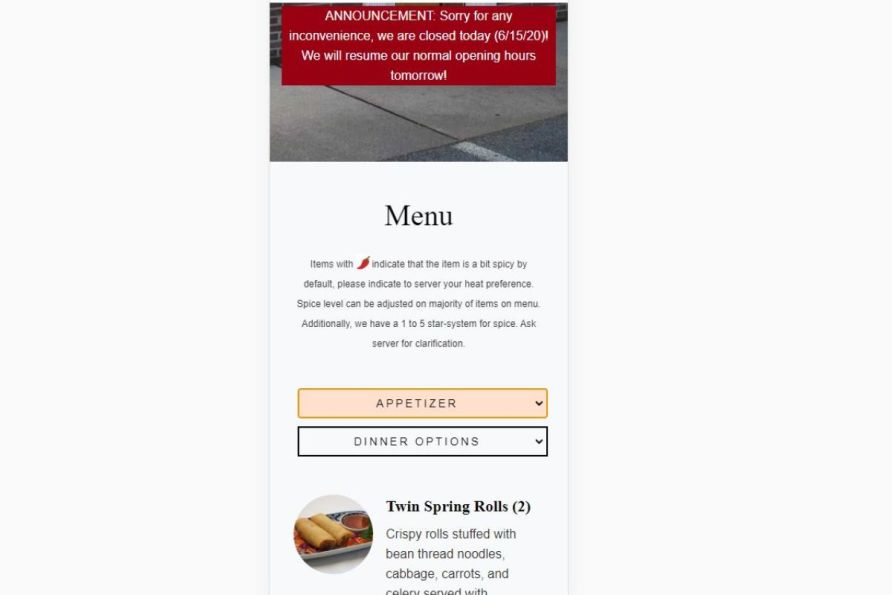 ANNOUNCEMENT: Sorry for any
inconvenience, we are closed today (6/15/20)!
We will resume our normal opening hours
tomorrow!
Menu
Items with 🌶 indicate that the item is a bit spicy by
default, please indicate to server your heat preference.
Spice level can be adjusted on majority of items on menu.
Additionally, we have a 1 to 5 star-system for spice. Ask
server for clarification.
APPETIZER
DINNER OPTIONS
Twin Spring Rolls (2)
Crispy rolls stuffed with
bean thread noodles,
cabbage, carrots, and
celery served with